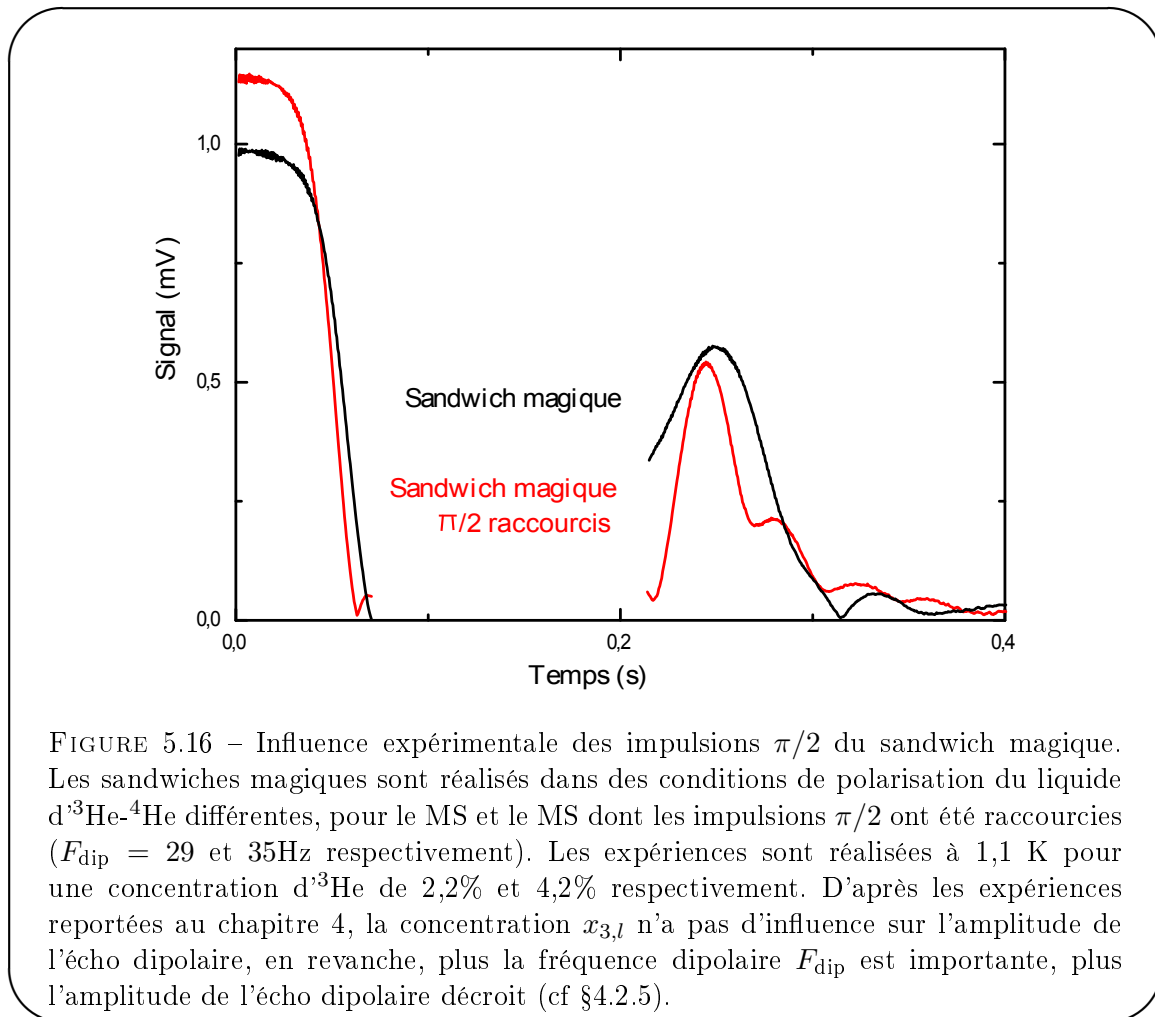 1,0
0,5
0,0
Signal (mV)
Sandwich magique
Sandwich magique
π/2 raccourcis
0,0
0,2
0,4
Temps (s)
FIGURE 5.16 – Influence expérimentale des impulsions π/2 du sandwich magique.
Les sandwiches magiques sont réalisés dans des conditions de polarisation du liquide
d'³He-⁴He différentes, pour le MS et le MS dont les impulsions π/2 ont été raccourcies
(F_dip = 29 et 35Hz respectivement). Les expériences sont réalisées à 1,1 K pour
une concentration d'³He de 2,2% et 4,2% respectivement. D'après les expériences
reportées au chapitre 4, la concentration x_{3,l} n'a pas d'influence sur l'amplitude de
l'écho dipolaire, en revanche, plus la fréquence dipolaire F_dip est importante, plus
l'amplitude de l'écho dipolaire décroit (cf §4.2.5).